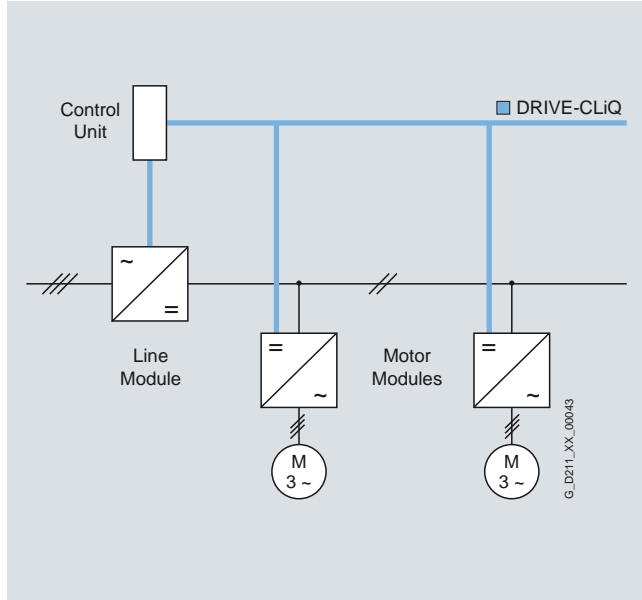 Control
Unit
DRIVE-CLiQ
~
=
Line
Module
=
~
Motor
Modules
=
~
M
3 ~
M
3 ~
G_D211_XX_00043